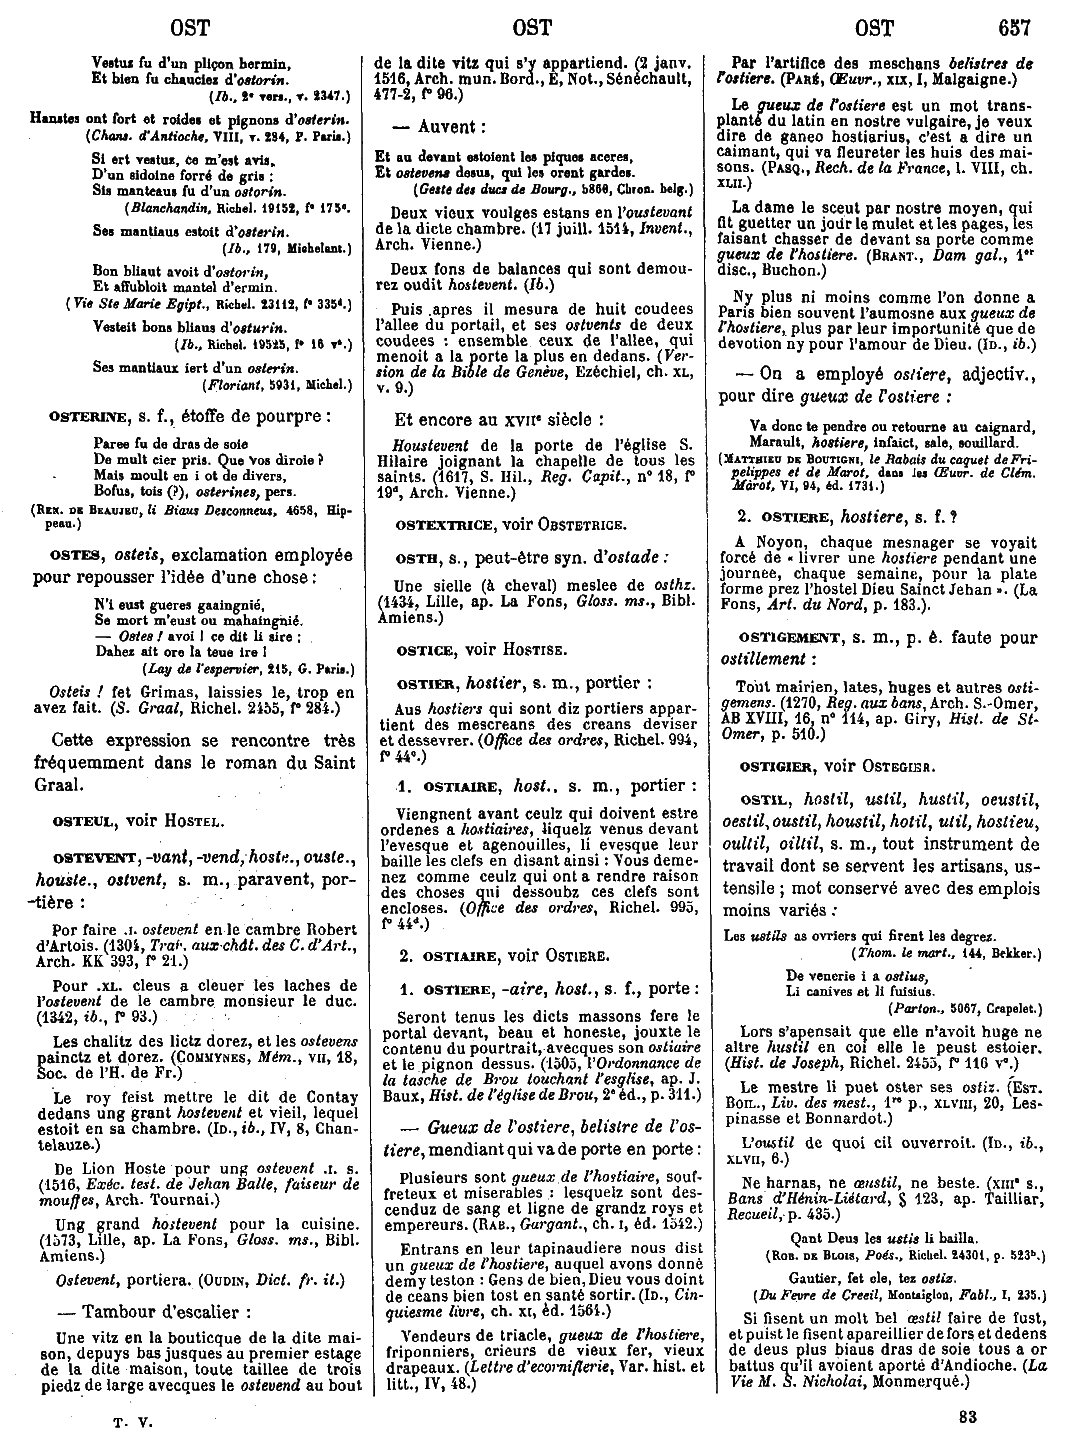 OST
OST
OST 657
Vestus fu d'un pliçon hermin,
Et bien fu chauciez d'ostorin.
(Ib., 2e vers., v. 2347.)
Hanstes ont fort et roides et pignons d'osterin.
(Chans. d'Antioche, VIII, v. 284, P. Paris.)
Si ert vestus, ce m'est avis,
D'un sidoine forré de gris :
Sis manteaus fu d'un ostorin.
(Blanchandin, Richel. 19152, fo 175e.
Ses mantiaus estoit d'osterin.
(Ib., 179, Michelant.)
Bon bliaut avoit d'ostorin,
Et affubloit mantel d'ermin.
(Vie Ste Marie Egipt., Richel. 23112, fo 335d.)
Vesteit bons bliaus d'osturin.
(Ib., Richel. 19525, fo 16 vo.)
Ses mantiaux iert d'un osterin.
(Floriant, 5931, Michel.)
OSTERINE, s. f., étoffe de pourpre :
Paree fu de dras de soie
De mult cier pris. Que vos diroie ?
Mais moult en i ot de divers,
Bofus, tois (?), osterines, pers.
(REN. DE BEAUJEU, li Biaus Desconneus, 4658, Hip-
peau.)
OSTES, osteis, exclamation employée
pour repousser l'idée d'une chose :
N'i eust gueres gaaingnié,
Se mort m'eust ou mahaingnié.
— Ostes ! avoi ! ce dit li sire :
Dahez ait ore la teue ire !
(Lay de l'espervier, 215, G. Paris.)
Osteis ! fet Grimas, laissies le, trop en
avez fait. (S. Graal, Richel. 2455, fo 284.)
Cette expression se rencontre très
fréquemment dans le roman du Saint
Graal.
OSTEUL, voir HOSTEL.
OSTEVENT, -vant, -vend, hoste., ouste.,
houste., ostvent, s. m., paravent, por-
tière :
Por faire .I. ostevent en le cambre Robert
d'Artois. (1304, Trav. aux chât. des C. d'Art.,
Arch. KK 393, fo 21.)
Pour .XL. cleus a cleuer les laches de
l'ostevent de le cambre monsieur le duc.
(1342, ib., fo 93.)
Les chalitz des lictz dorez, et les ostevens
painctz et dorez. (COMMYNES, Mém., VII, 18,
Soc. de l'H. de Fr.)
Le roy feist mettre le dit de Contay
dedans ung grant hostevent et vieil, lequel
estoit en sa chambre. (ID., ib., IV, 8, Chan-
telauze.)
De Lion Hoste pour ung ostevent .I. s.
(1516, Exéc. test. de Jehan Balle, faiseur de
mouffles, Arch. Tournai.)
Ung grand hostevent pour la cuisine.
(1573, Lille, ap. La Fons, Gloss. ms., Bibl.
Amiens.)
Ostevent, portiera. (OUDIN, Dict. fr. it.)
— Tambour d'escalier :
Une vitz en la bouticque de la dite mai-
son, depuys bas jusques au premier estage
de la dite maison, toute taillee de trois
piedz de large avecques le ostevend au bout
de la dite vitz qui s'y appartiend. (2 janv.
1516, Arch. mun. Bord., E, Not., Sénéchault,
477-2, fo 96.)
— Auvent :
Et au devant estoient les piques aceres,
Et ostevens desus, qui les orent gardes.
(Geste des ducs de Bourg., 5860, Chron. belg.)
Deux vieux voulges estans en l'oustevant
de la dicte chambre. (17 juill. 1514, Invent.,
Arch. Vienne.)
Deux fons de balances qui sont demou-
rez oudit hostevent. (Ib.)
Puis apres il mesura de huit coudees
l'allee du portail, et ses ostvents de deux
coudees : ensemble ceux de l'allee, qui
menoit a la porte la plus en dedans. (Ver-
sion de la Bible de Genève, Ezéchiel, ch. XL,
v. 9.)
Et encore au XVIIe siècle :
Houstevent de la porte de l'église S.
Hilaire joignant la chapelle de tous les
saints. (1617, S. Hil., Reg. Capit., no 18, fo
19a, Arch. Vienne.)
OSTEXTRICE, voir OBSTETRICE.
OSTH, s., peut-être syn. d'ostade :
Une sielle (à cheval) meslee de osthz.
(1434, Lille, ap. La Fons, Gloss. ms., Bibl.
Amiens.)
OSTICE, voir HOSTISE.
OSTIER, hostier, s. m., portier :
Aus hostiers qui sont diz portiers appar-
tient des mescreans des creans deviser
et dessevrer. (Office des ordres, Richel. 994,
fo 44c.)
1. OSTIAIRE, host., s. m., portier :
Viengnent avant ceulz qui doivent estre
ordenes a hostiaires, liquelz venus devant
l'evesque et agenouilles, li evesque leur
baille les clefs en disant ainsi : Vous deme-
nez comme ceulz qui ont a rendre raison
des choses qui dessoubz ces clefs sont
encloses. (Office des ordres, Richel. 995,
fo 44d.)
2. OSTIAIRE, voir OSTIERE.
1. OSTIERE, -aire, host., s. f., porte :
Seront tenus les dicts massons fere le
portal devant, beau et honeste, jouxte le
contenu du pourtrait, avecques son ostiaire
et le pignon dessus. (1505, l'Ordonnance de
la tasche de Brou touchant l'esglise, ap. J.
Baux, Hist. de l'église de Brou, 2e éd., p. 311.)
— Gueux de l'ostiere, belistre de l'os-
tiere, mendiant qui va de porte en porte :
Plusieurs sont gueux de l'hostiaire, souf-
freteux et miserables : lesquelz sont des-
cenduz de sang et ligne de grandz roys et
empereurs. (RAB., Gargant., ch. I, éd. 1542.)
Entrans en leur tapinaudiere nous dist
un gueux de l'hostiere, auquel avons donné
demy teston : Gens de bien, Dieu vous doint
de ceans bien tost en santé sortir. (ID., Cin-
quiesme livre, ch. XI, éd. 1564.)
Vendeurs de triacle, gueux de l'hostiere,
friponniers, crieurs de vieux fer, vieux
drapeaux. (Lettre d'ecorniflerie, Var. hist. et
litt., IV, 48.)
Par l'artifice des meschans belistres de
l'ostiere. (PARÉ, Œuvr., XIX, I, Malgaigne.)
Le gueux de l'ostiere est un mot trans-
planté du latin en nostre vulgaire, je veux
dire de ganeo hostiarius, c'est a dire un
caimant, qui va fleureter les huis des mai-
sons. (PASQ., Rech. de la France, l. VIII, ch.
XLII.)
La dame le sceut par nostre moyen, qui
fit guetter un jour le mulet et les pages, les
faisant chasser de devant sa porte comme
gueux de l'hostiere. (BRANT., Dam gal., 1er
disc., Buchon.)
Ny plus ni moins comme l'on donne a
Paris bien souvent l'aumosne aux gueux de
l'hostiere, plus par leur importunité que de
devotion ny pour l'amour de Dieu. (ID., ib.)
— On a employé ostiere, adjectiv.,
pour dire gueux de l'ostiere :
Va donc te pendre ou retourne au caignard,
Marault, hostiere, infaict, sale, souillard.
(MATTHIEU DE BOUTIGNI, le Rabais du caquet de Fri-
pelippes et de Marot, dans les Œuvr. de Clém.
Marot, VI, 94, éd. 1731.)
2. OSTIERE, hostiere, s. f. ?
A Noyon, chaque mesnager se voyait
forcé de « livrer une hostiere pendant une
journee, chaque semaine, pour la plate
forme prez l'hostel Dieu Sainct Jehan ». (La
Fons, Art. du Nord, p. 183.).
OSTIGEMENT, s. m., p. ê. faute pour
ostillement :
Tout mairien, lates, huges et autres osti-
gemens. (1270, Reg. aux bans, Arch. S.-Omer,
AB XVIII, 16, no 114, ap. Giry, Hist. de St-
Omer, p. 510.)
OSTIGIER, voir OSTEGIER.
OSTIL, hostil, ustil, hustil, oeustil,
oestil, oustil, houstil, hotil, util, hostieu,
oultil, oiltil, s. m., tout instrument de
travail dont se servent les artisans, us-
tensile ; mot conservé avec des emplois
moins variés :
Les ustils as ovriers qui firent les degrez.
(Thom. le mart., 144, Bekker.)
De venerie i a ostius,
Li canives et li fuisius.
(Parton., 5067, Crapelet.)
Lors s'apensait que elle n'avoit huge ne
altre hustil en coi elle le peust estoier.
(Hist. de Joseph, Richel. 2455, fo 116 vo.)
Le mestre li puet oster ses ostiz. (EST.
BOIL., Liv. des mest., 1re p., XLVIII, 20, Les-
pinasse et Bonnardot.)
L'oustil de quoi cil ouverroit. (ID., ib.,
XLVII, 6.)
Ne harnas, ne œustil, ne beste. (XIIIe s.,
Bans d'Hénin-Liétard, § 123, ap. Tailliar,
Recueil, p. 435.)
Qant Deus les ustis li bailla.
(ROB. DE BLOIS, Poés., Richel. 24301, p. 523b.)
Gautier, fet ele, tez ostiz.
(Du Fevre de Creeil, Montaiglon, Fabl., I, 235.)
Si fisent un molt bel œstil faire de fust,
et puist le fisent apareillier de fors et dedens
de deus plus biaus dras de soie tous a or
battus qu'il avoient aporté d'Andioche. (La
Vie M. S. Nicholai, Monmerqué.)
T. V.
83